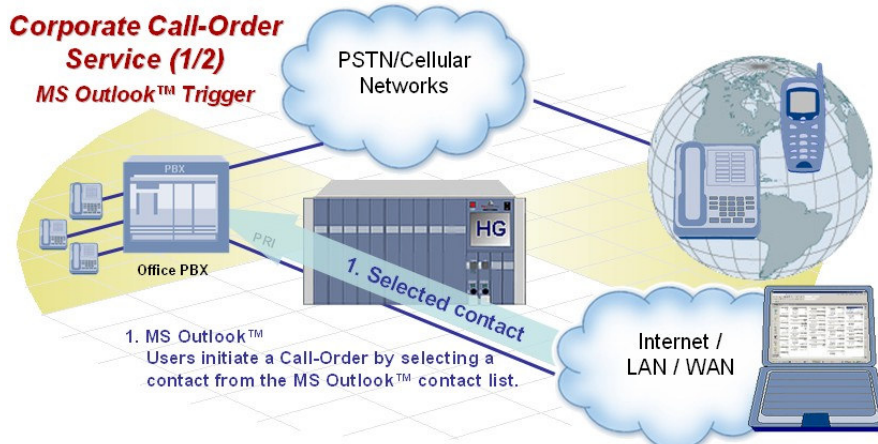 Corporate Call-Order
Service (1/2)
MS Outlook™ Trigger
PSTN/Cellular
Networks
PBX
HG
PRI
Office PBX
1. Selected contact
1. MS Outlook™
Users initiate a Call-Order by selecting a
contact from the MS Outlook™ contact list.
Internet /
LAN / WAN